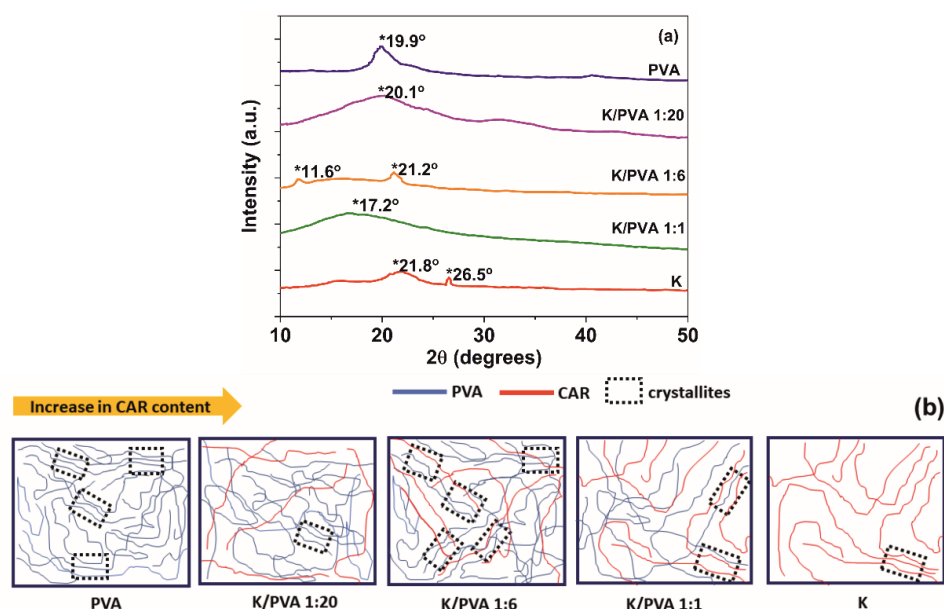 (a)
*19.9°
PVA
*20.1°
K/PVA 1:20
*11.6°
*21.2°
K/PVA 1:6
*17.2°
K/PVA 1:1
*21.8°
*26.5°
K
Intensity (a.u.)
10 20 30 40 50
2θ (degrees)
PVA CAR crystallites
Increase in CAR content
(b)
PVA K/PVA 1:20 K/PVA 1:6 K/PVA 1:1 K